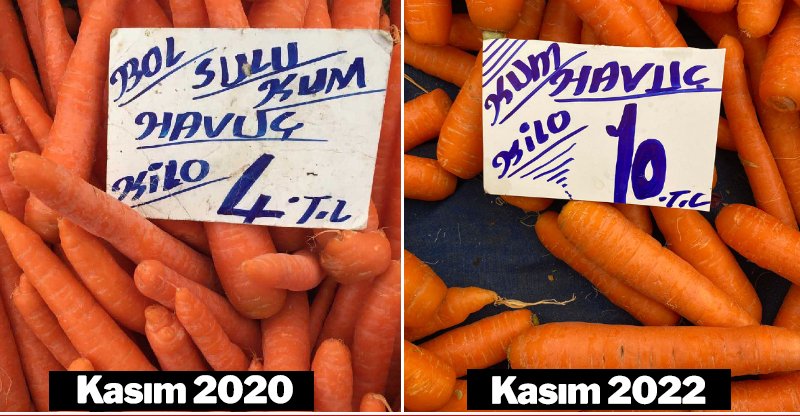 BOL SULU KUM
HAVUÇ
KİLO 4.T.L
Kasım 2020
KUM HAVUÇ
KİLO 10.T.L
Kasım 2022